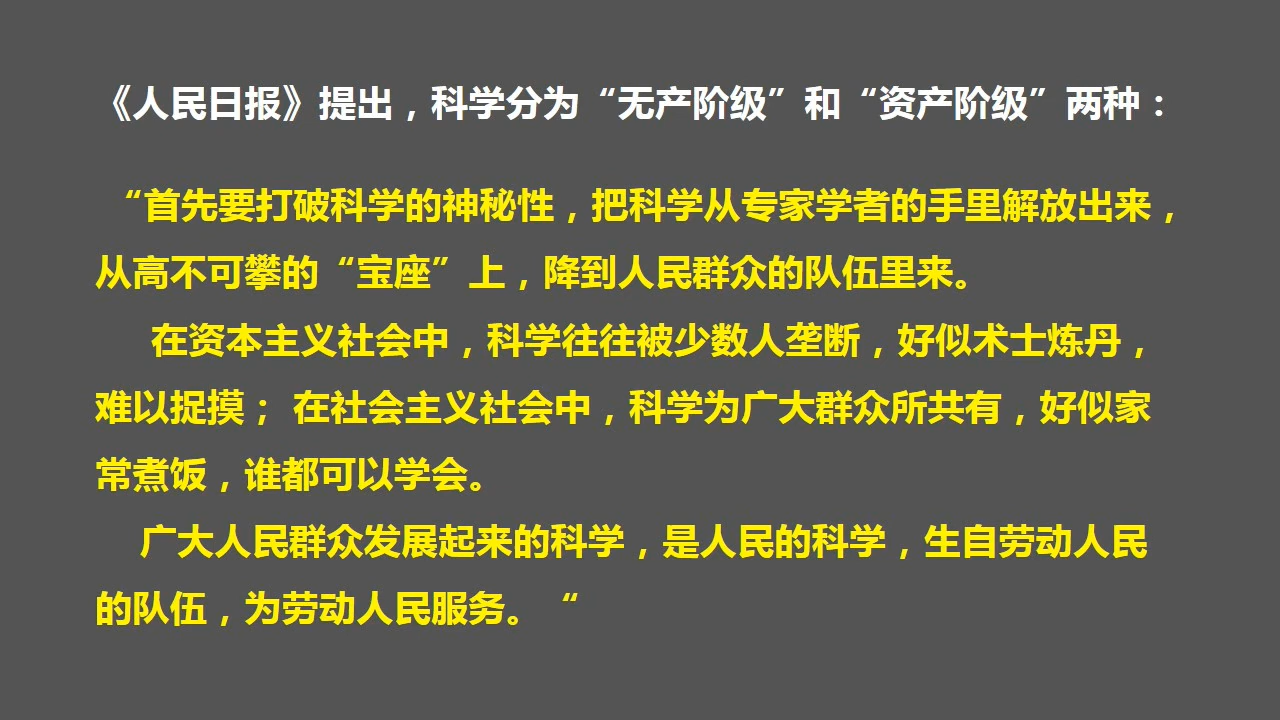 《人民日报》提出，科学分为“无产阶级”和“资产阶级”两种：
“首先要打破科学的神秘性，把科学从专家学者的手里解放出来，
从高不可攀的“宝座”上，降到人民群众的队伍里来。
在资本主义社会中，科学往往被少数人垄断，好似术士炼丹，
难以捉摸； 在社会主义社会中，科学为广大群众所共有，好似家
常煮饭，谁都可以学会。
广大人民群众发展起来的科学，是人民的科学，生自劳动人民
的队伍，为劳动人民服务。“